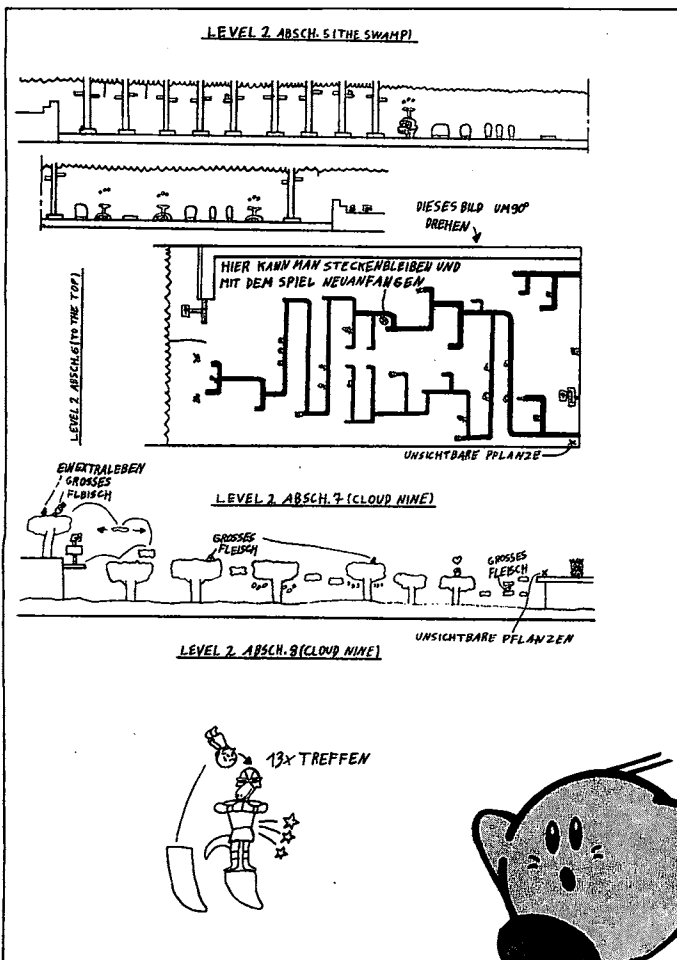 LEVEL 2 ABSCH. 5 (THE SWAMP)
DIESES BILD UM 90°
DREHEN
HIER KANN MAN STECKENBLEIBEN UND
MIT DEM SPIEL NEUANFANGEN
LEVEL 2 ABSCH. 6 (TO THE TOP)
UNSICHTBARE PFLANZE
EIN EXTRALEBEN
GROSSES
FLEISCH
LEVEL 2 ABSCH. 7 (CLOUD NINE)
GROSSES
FLEISCH
GROSSES
FLEISCH
UNSICHTBARE PFLANZEN
LEVEL 2 ABSCH. 8 (CLOUD NINE)
13x TREFFEN